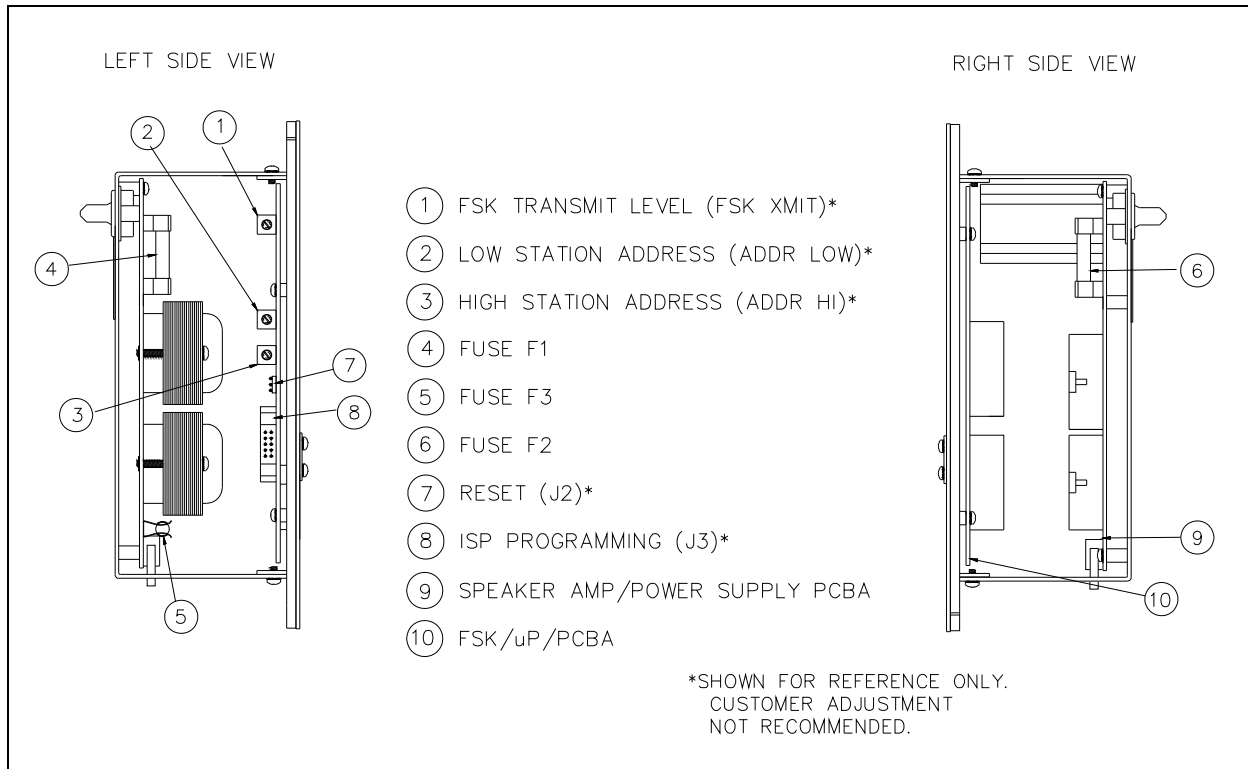 LEFT SIDE VIEW
RIGHT SIDE VIEW
1
2
4
3
7
8
5
6
9
10
1 FSK TRANSMIT LEVEL (FSK XMIT)*
2 LOW STATION ADDRESS (ADDR LOW)*
3 HIGH STATION ADDRESS (ADDR HI)*
4 FUSE F1
5 FUSE F3
6 FUSE F2
7 RESET (J2)*
8 ISP PROGRAMMING (J3)*
9 SPEAKER AMP/POWER SUPPLY PCBA
10 FSK/uP/PCBA
*SHOWN FOR REFERENCE ONLY.
CUSTOMER ADJUSTMENT
NOT RECOMMENDED.